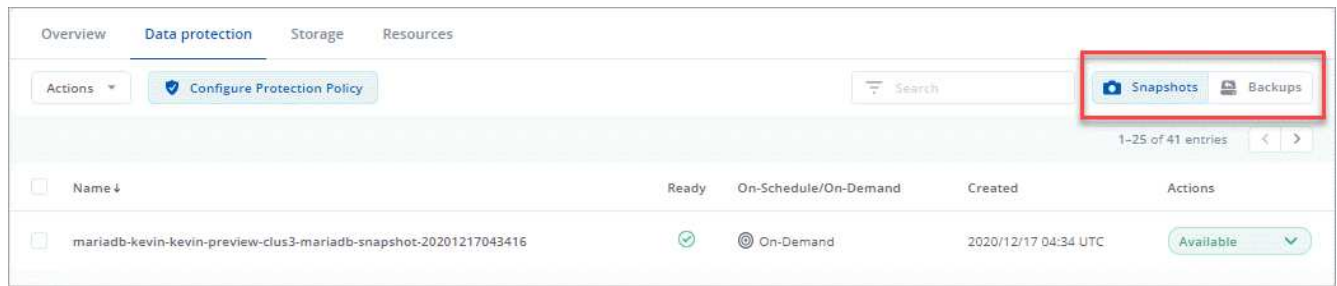 Overview Data protection Storage Resources
Actions Configure Protection Policy Search Snapshots Backups
1-25 of 41 entries
Name Ready On-Schedule/On-Demand Created Actions
mariadb-kevin-kevin-preview-clus3-mariadb-snapshot-20201217043416 On-Demand 2020/12/17 04:34 UTC Available